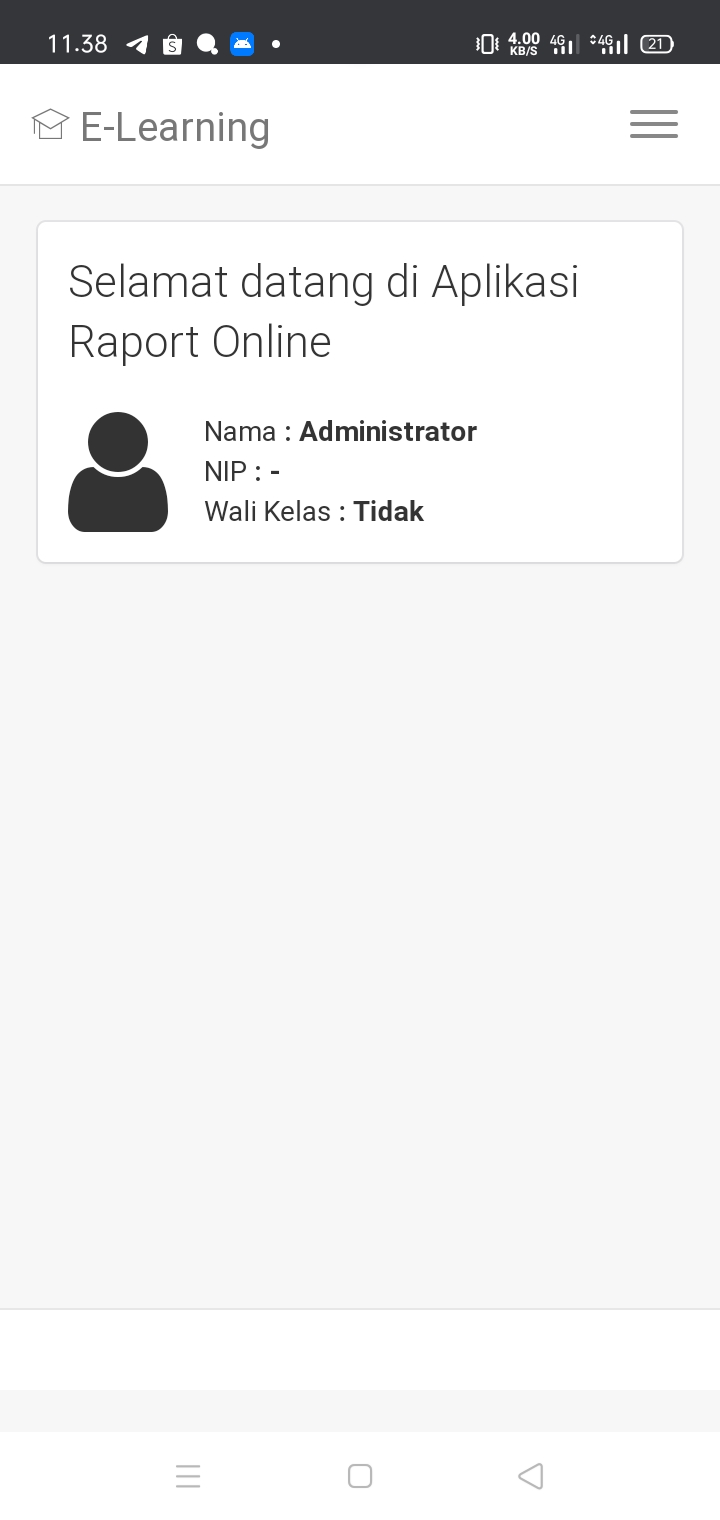 11.38
4.00
KB/S
4G
4G
21
E-Learning
Selamat datang di Aplikasi
Raport Online
Nama : Administrator
NIP : -
Wali Kelas : Tidak